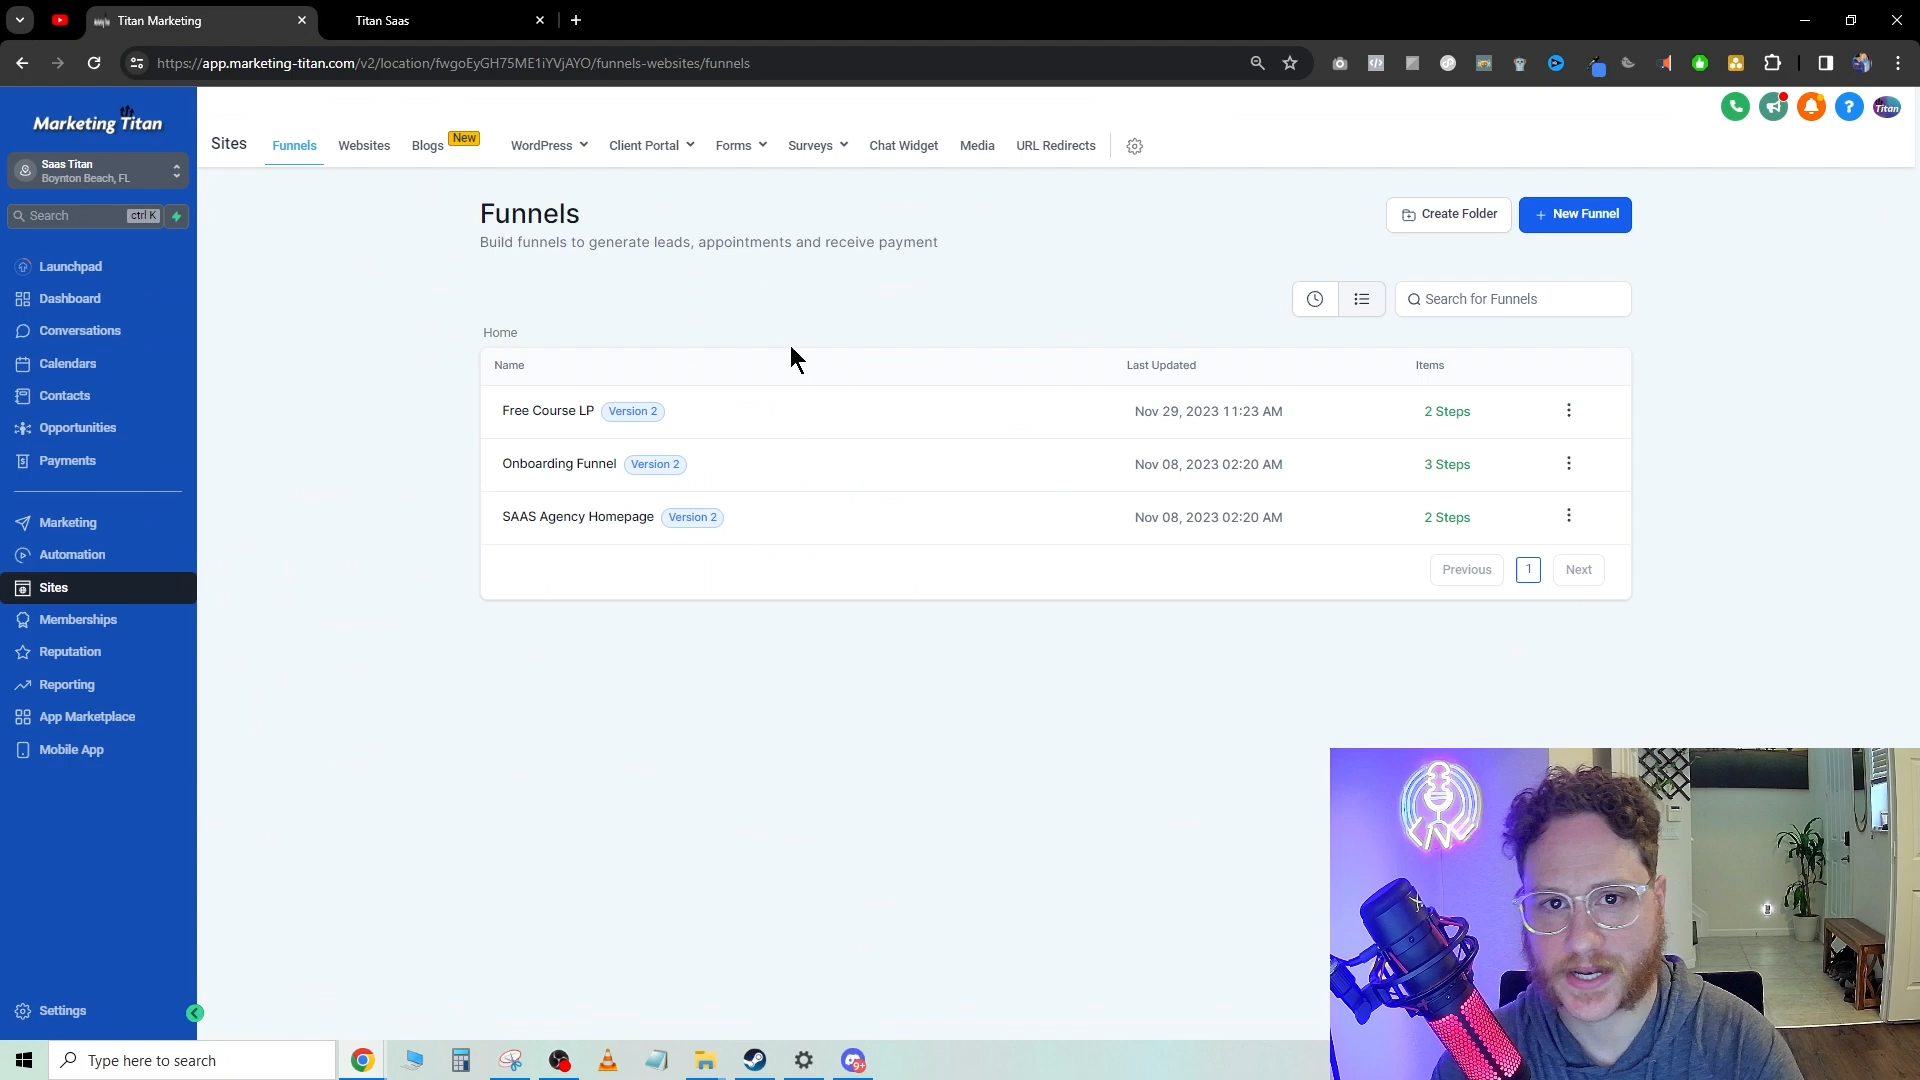 Titan Marketing
Titan Saas
https://app.marketing-titan.com/v2/location/fwgoEyGH75ME1iYVjAYO/funnels-websites/funnels
Marketing Titan
Saas Titan
Boynton Beach, FL
Search
ctrl K
Launchpad
Dashboard
Conversations
Calendars
Contacts
Opportunities
Payments
Marketing
Automation
Sites
Memberships
Reputation
Reporting
App Marketplace
Mobile App
Settings
Sites
Funnels
Websites
Blogs
New
WordPress
Client Portal
Forms
Surveys
Chat Widget
Media
URL Redirects
Titan
Funnels
Build funnels to generate leads, appointments and receive payment
Create Folder
+ New Funnel
Search for Funnels
Home
Name
Last Updated
Items
Free Course LP
Version 2
Nov 29, 2023 11:23 AM
2 Steps
Onboarding Funnel
Version 2
Nov 08, 2023 02:20 AM
3 Steps
SAAS Agency Homepage
Version 2
Nov 08, 2023 02:20 AM
2 Steps
Previous
1
Next
Type here to search
9+